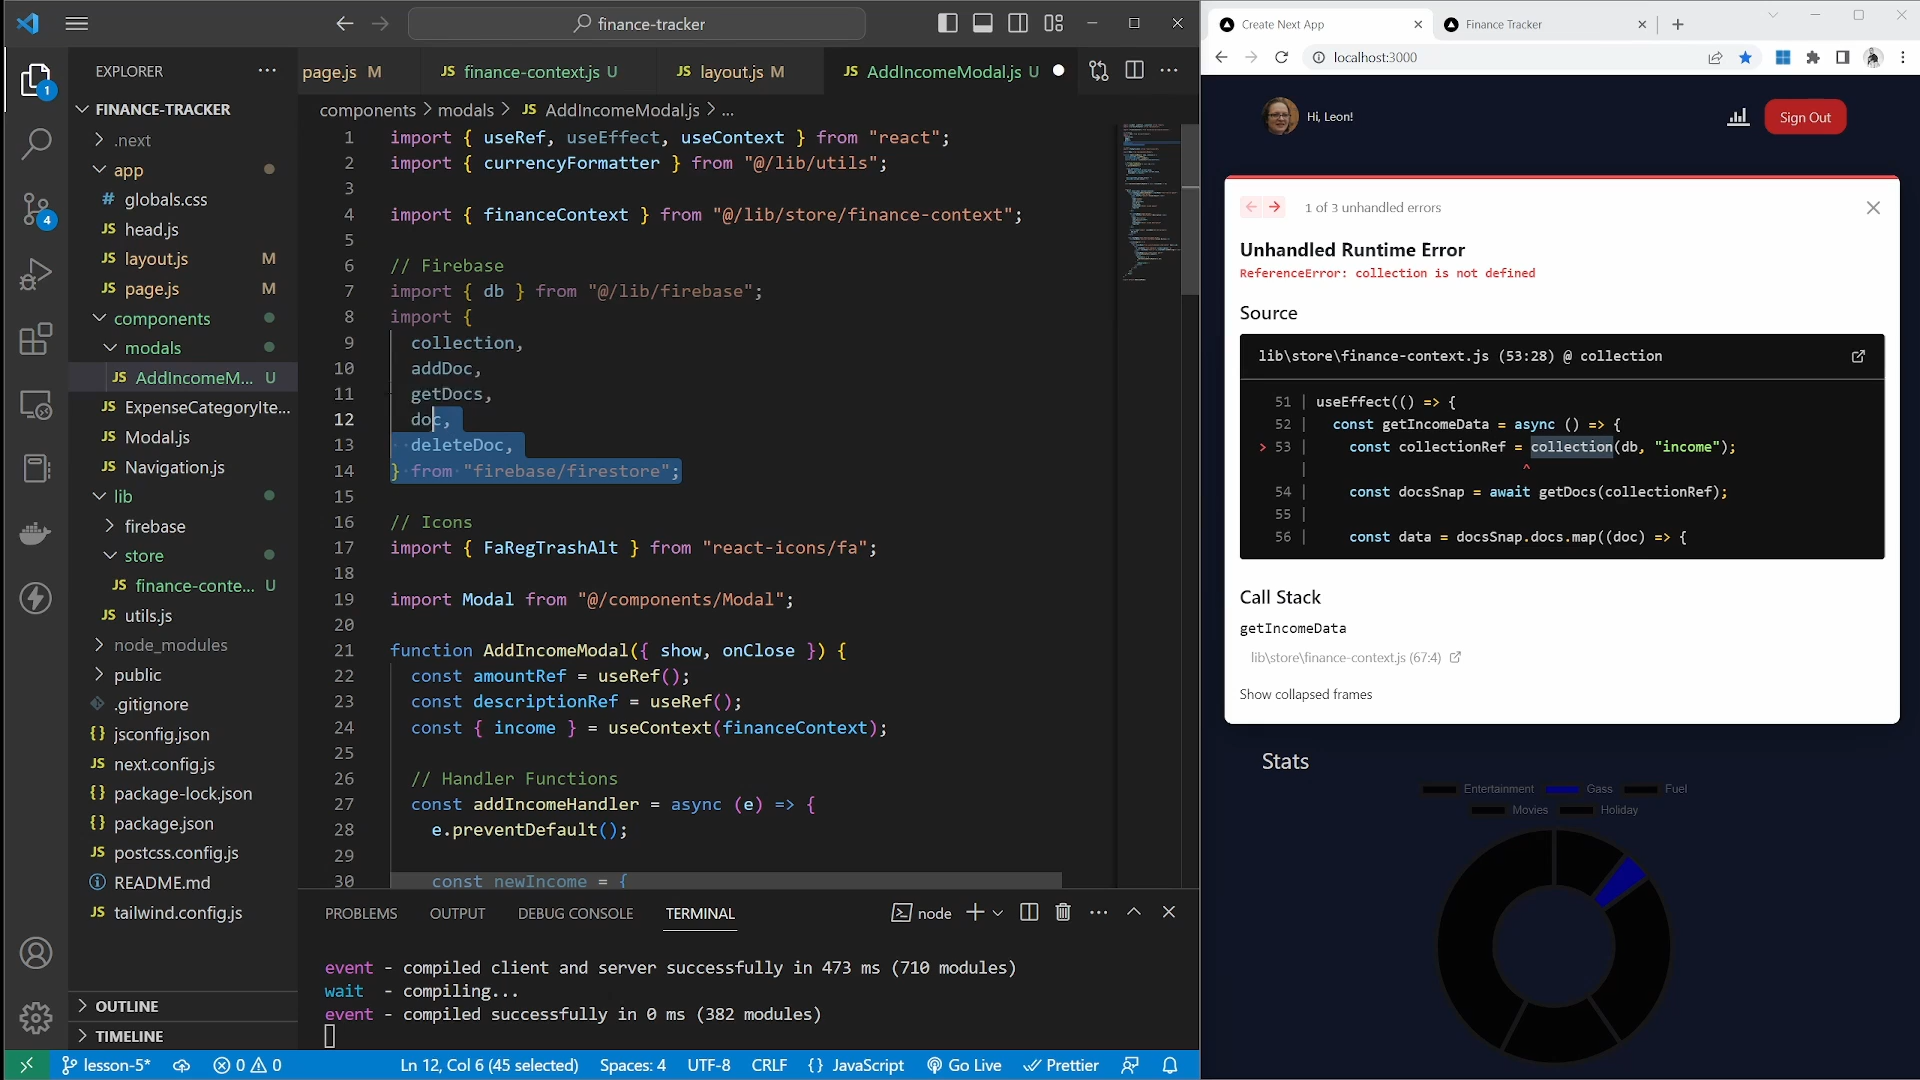 finance-tracker
EXPLORER
FINANCE-TRACKER
.next
app
globals.css
head.js
layout.js M
page.js M
components
modals
AddIncomeM... U
ExpenseCategoryIte...
Modal.js
Navigation.js
lib
firebase
store
finance-conte... U
utils.js
node_modules
public
.gitignore
jsconfig.json
next.config.js
package-lock.json
package.json
postcss.config.js
README.md
tailwind.config.js
OUTLINE
TIMELINE
1
4
page.js M
JS finance-context.js U
JS layout.js M
JS AddIncomeModal.js U
components > modals > JS AddIncomeModal.js > ...
1 import { useRef, useEffect, useContext } from "react";
2 import { currencyFormatter } from "@/lib/utils";
3
4 import { financeContext } from "@/lib/store/finance-context";
5
6 // Firebase
7 import { db } from "@/lib/firebase";
8 import {
9 collection,
10 addDoc,
11 getDocs,
12 doc,
13 deleteDoc,
14 } from "firebase/firestore";
15
16 // Icons
17 import { FaRegTrashAlt } from "react-icons/fa";
18
19 import Modal from "@/components/Modal";
20
21 function AddIncomeModal({ show, onClose }) {
22 const amountRef = useRef();
23 const descriptionRef = useRef();
24 const { income } = useContext(financeContext);
25
26 // Handler Functions
27 const addIncomeHandler = async (e) => {
28 e.preventDefault();
29
30 const newIncome = {
PROBLEMS OUTPUT DEBUG CONSOLE TERMINAL
node
event - compiled client and server successfully in 473 ms (710 modules)
wait - compiling...
event - compiled successfully in 0 ms (382 modules)
lesson-5* 0 0 Ln 12, Col 6 (45 selected) Spaces: 4 UTF-8 CRLF {} JavaScript Go Live Prettier
Create Next App
Finance Tracker
localhost:3000
Hi, Leon!
Sign Out
1 of 3 unhandled errors
Unhandled Runtime Error
ReferenceError: collection is not defined
Source
lib\store\finance-context.js (53:28) @ collection
51 | useEffect(() => {
52 | const getIncomeData = async () => {
> 53 | const collectionRef = collection(db, "income");
| ^
54 | const docsSnap = await getDocs(collectionRef);
55 |
56 | const data = docsSnap.docs.map((doc) => {
Call Stack
getIncomeData
lib\store\finance-context.js (67:4)
Show collapsed frames
Stats
Entertainment Gass Fuel
Movies Holiday